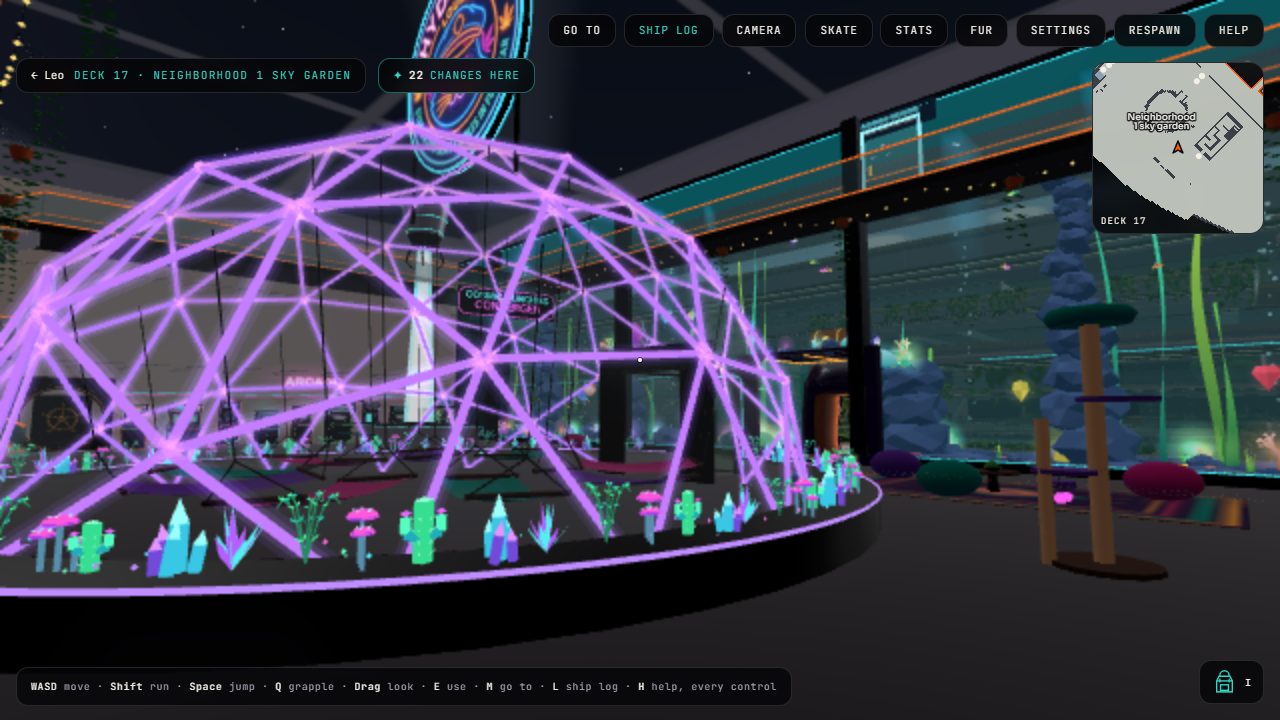 GO TO
SHIP LOG
CAMERA
SKATE
STATS
FUR
SETTINGS
RESPAWN
HELP
← Leo DECK 17 · NEIGHBORHOOD 1 SKY GARDEN
✦ 22 CHANGES HERE
Neighborhood
1 sky garden
DECK 17
WASD move · Shift run · Space jump · Q grapple · Drag look · E use · M go to · L ship log · H help, every control
I